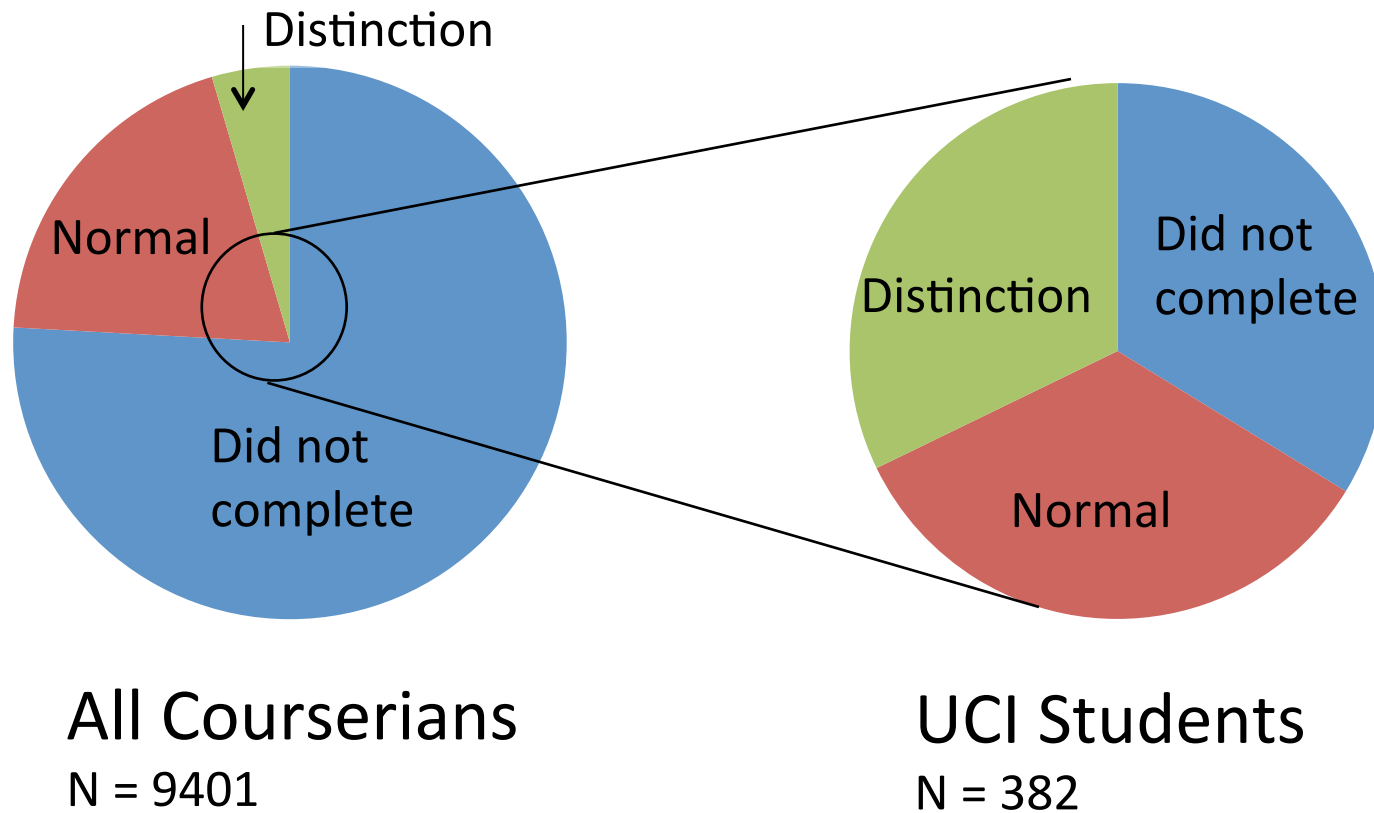 Distinction
Normal
Did not
complete
All Courserians
N = 9401
Distinction
Did not
complete
Normal
UCI Students
N = 382